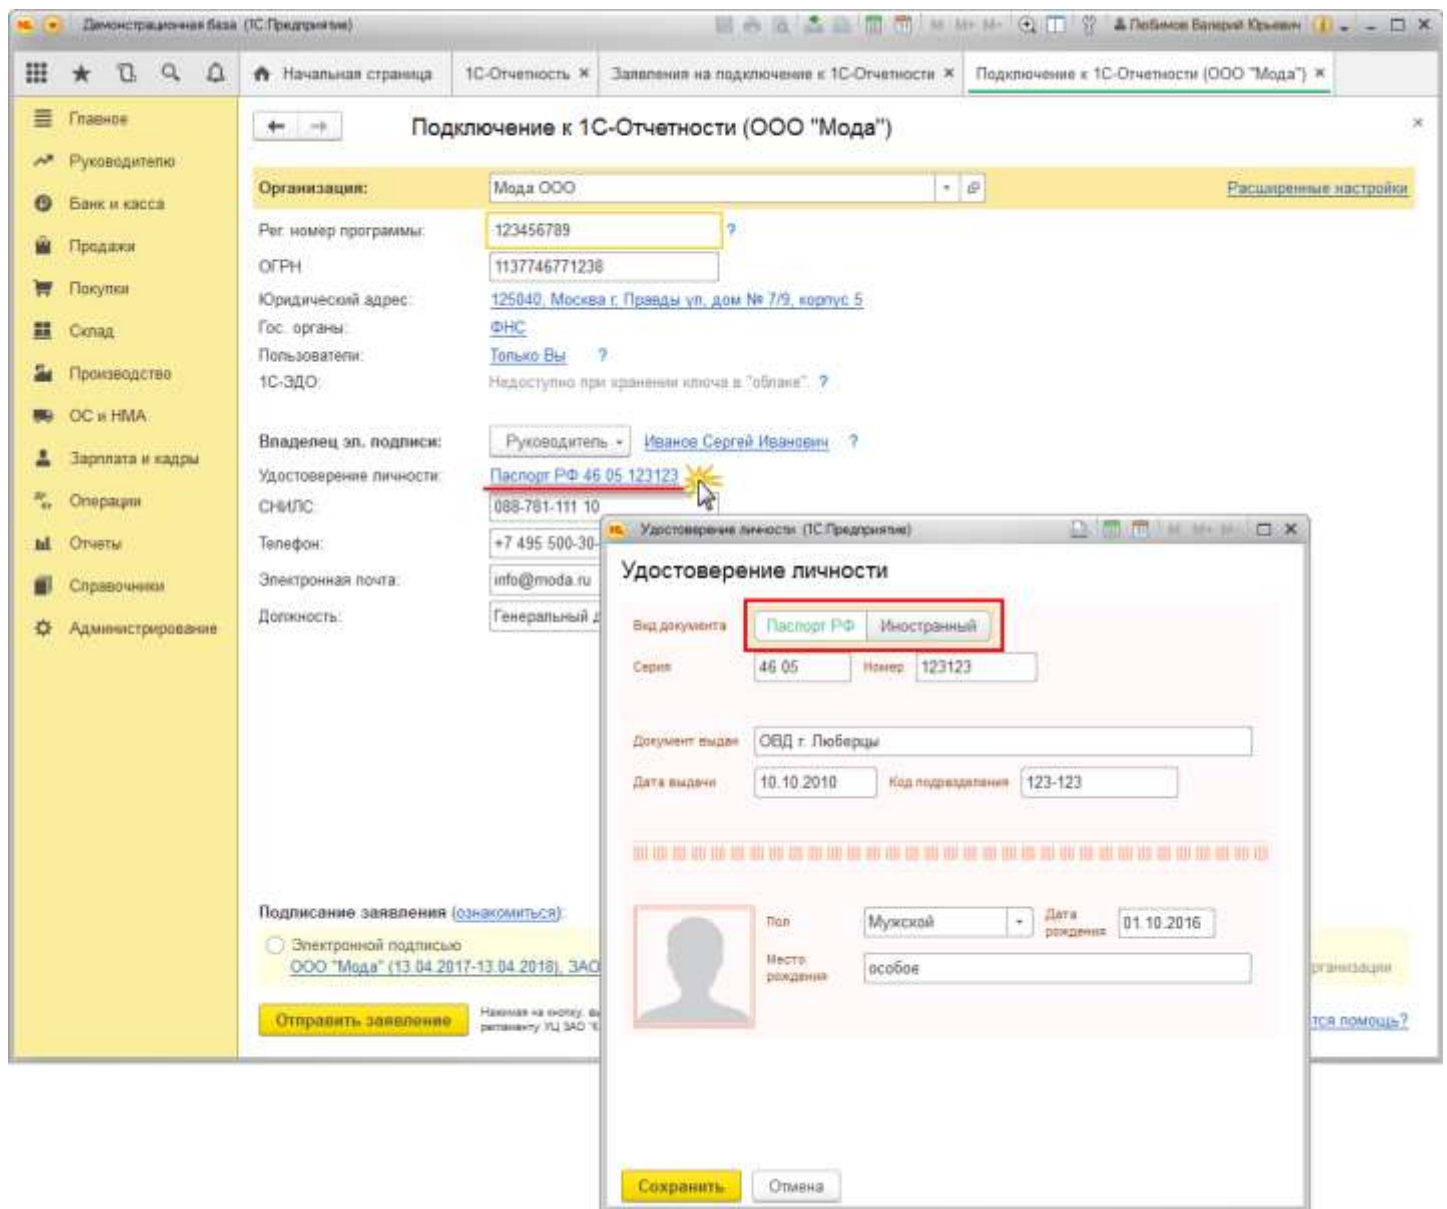 Демонстрационная база (1С:Предприятие)
M M+ M-
Любимов Валерий Юрьевич
Начальная страница
1С-Отчетность ×
Заявления на подключение к 1С-Отчетности ×
Подключение к 1С-Отчетности (ООО "Мода") ×
Главное
Руководителю
Банк и касса
Продажи
Покупки
Склад
Производство
ОС и НМА
Зарплата и кадры
Операции
Отчеты
Справочники
Администрирование
Подключение к 1С-Отчетности (ООО "Мода")
Организация: Мода ООО Расширенные настройки
Рег. номер программы: 123456789 ?
ОГРН 1137746771238
Юридический адрес: 125040, Москва г, Правды ул, дом № 7/9, корпус 5
Гос. органы: ФНС
Пользователи: Только Вы ?
1С-ЭДО: Недоступно при хранении ключа в "облаке". ?
Владелец эл. подписи: Руководитель Иванов Сергей Иванович ?
Удостоверение личности: Паспорт РФ 46 05 123123
СНИЛС: 088-781-111 10
Телефон: +7 495 500-30-
Электронная почта: info@moda.ru
Должность: Генеральный д
Подписание заявления (ознакомиться):
Электронной подписью
ООО "Мода" (13.04.2017-13.04.2018), ЗАО
рганизации
Отправить заявление
Нажимая на кнопку, вы
регламенту УЦ ЗАО "К
тся помощь?
Удостоверение личности (1С:Предприятие)
M M+ M-
Удостоверение личности
Вид документа Паспорт РФ Иностранный
Серия 46 05 Номер 123123
Документ выдан ОВД г. Люберцы
Дата выдачи 10.10.2010 Код подразделения 123-123
Пол Мужской Дата рождения 01.10.2016
Место рождения особое
Сохранить Отмена